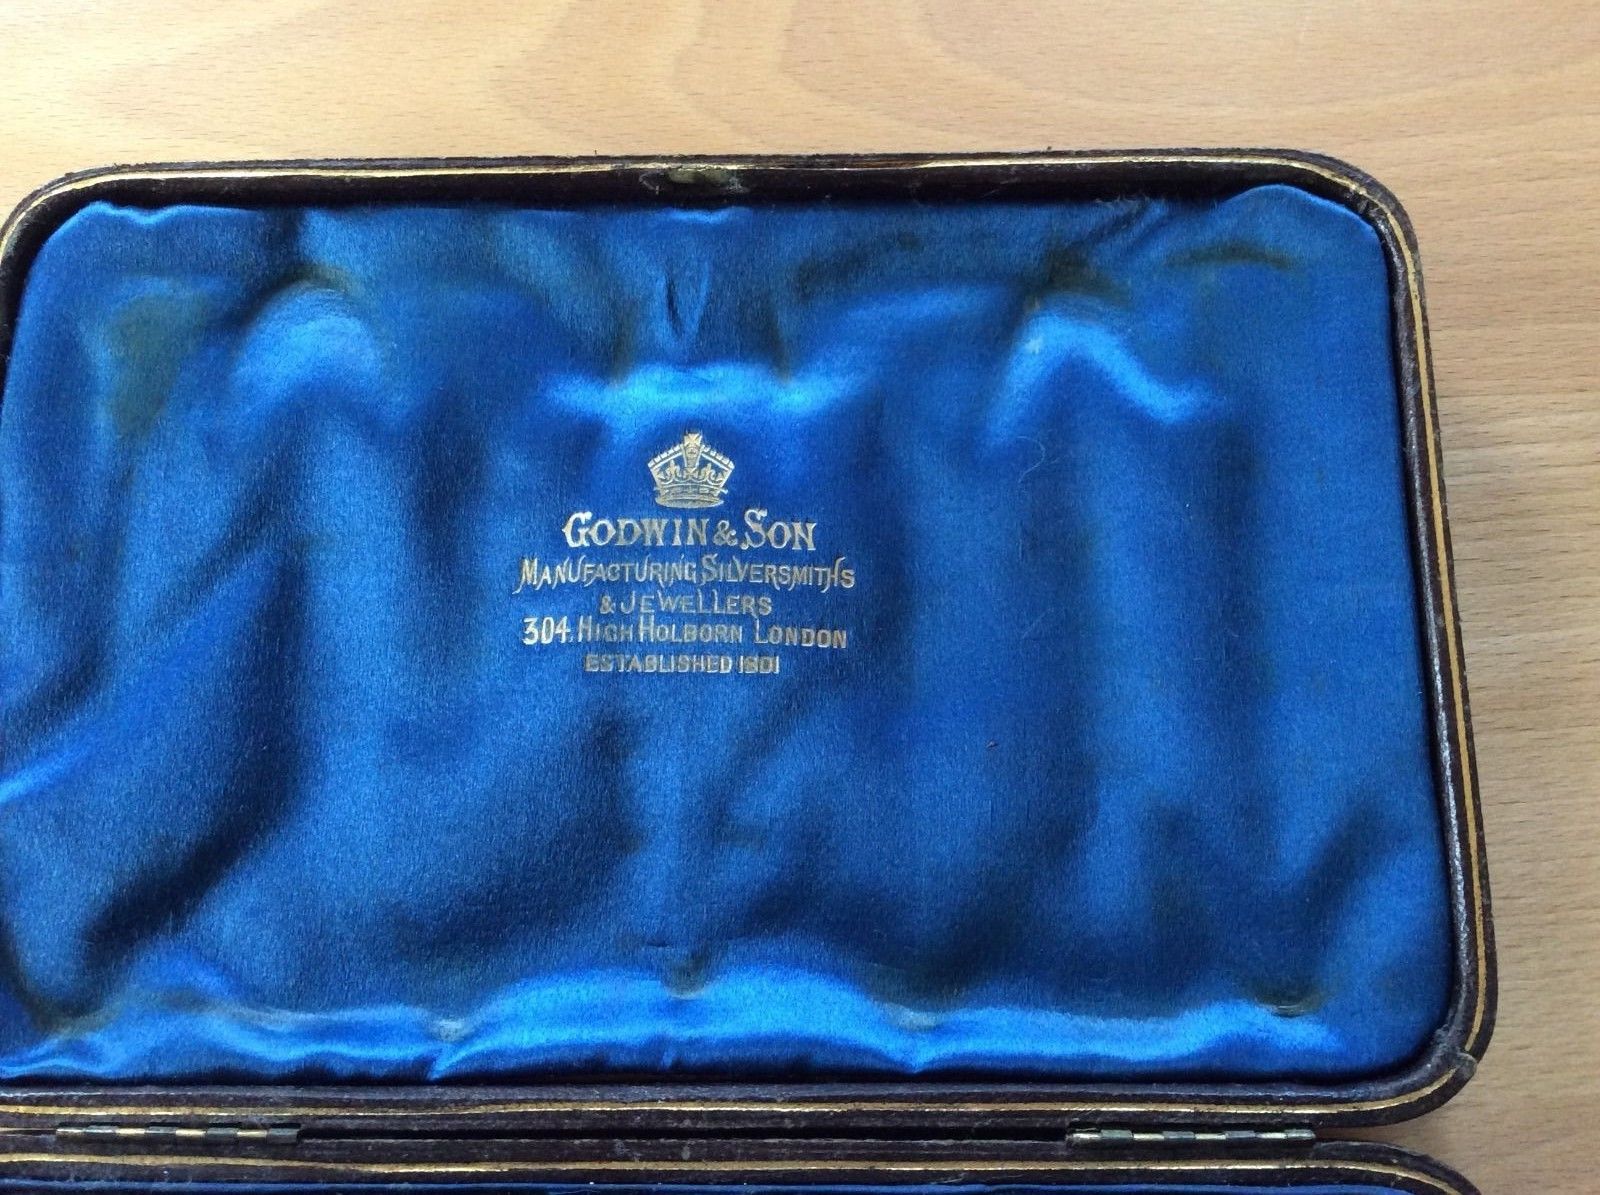 GODWIN & SON
MANUFACTURING SILVERSMITHS
& JEWELLERS
304. HIGH HOLBORN LONDON
ESTABLISHED 1801